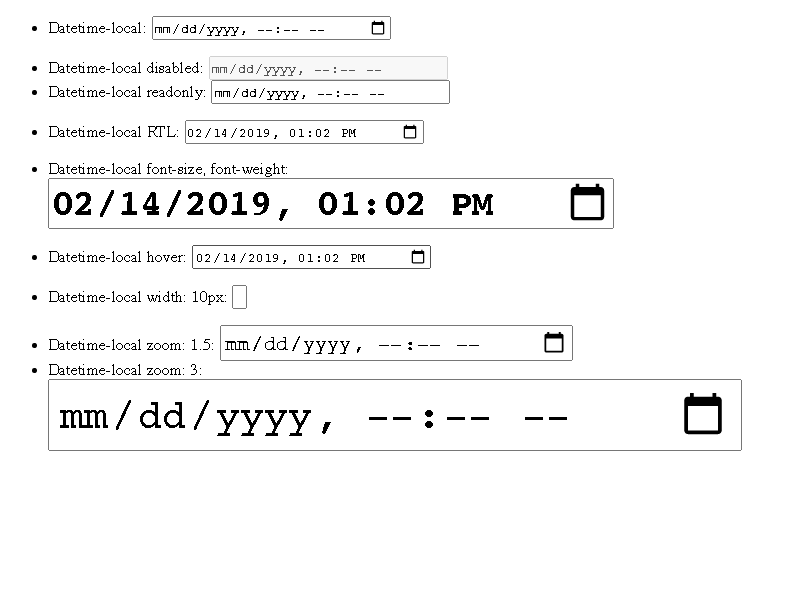 Datetime-local: mm/dd/yyyy, --:-- --
Datetime-local disabled: mm/dd/yyyy, --:-- --
Datetime-local readonly: mm/dd/yyyy, --:-- --
Datetime-local RTL: 02/14/2019, 01:02 PM
Datetime-local font-size, font-weight:
02/14/2019, 01:02 PM
Datetime-local hover: 02/14/2019, 01:02 PM
Datetime-local width: 10px:
Datetime-local zoom: 1.5: mm/dd/yyyy, --:-- --
Datetime-local zoom: 3:
mm/dd/yyyy, --:-- --